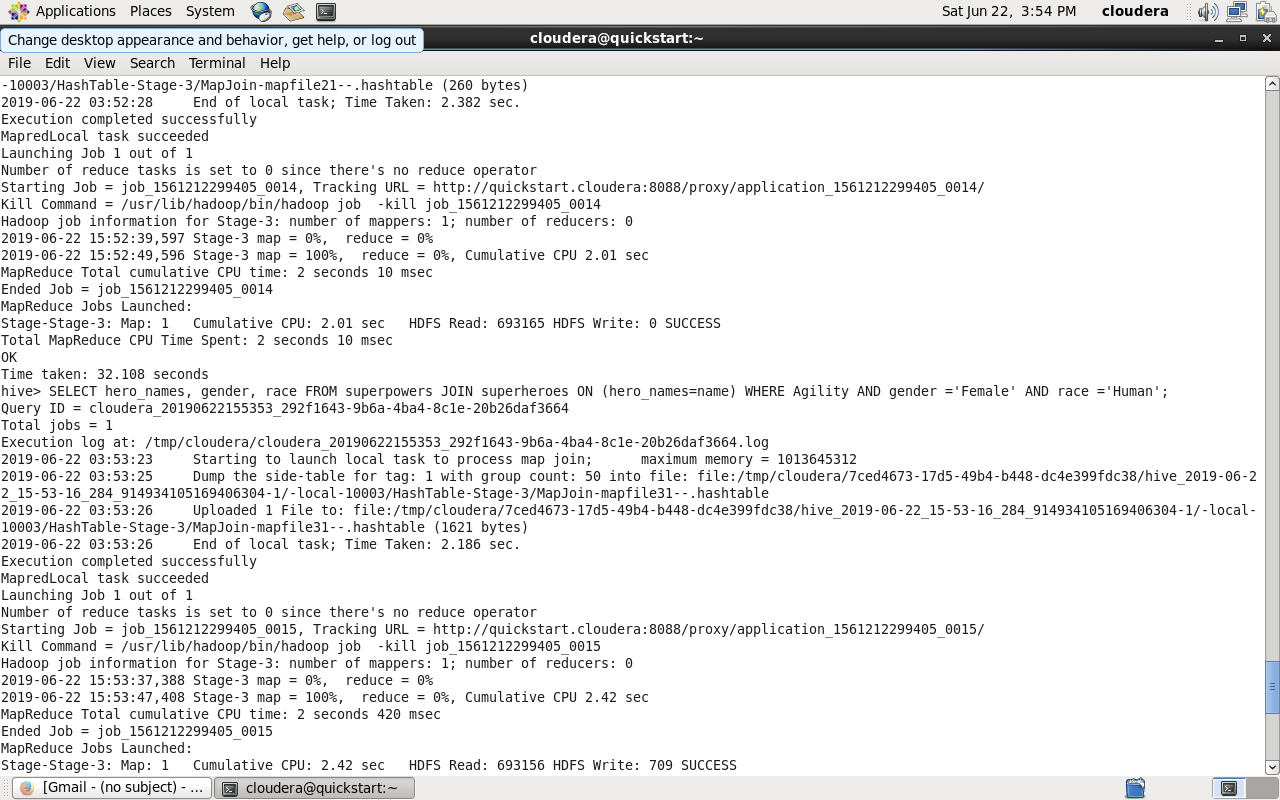 Applications Places System Sat Jun 22, 3:54 PM cloudera
Change desktop appearance and behavior, get help, or log out
cloudera@quickstart:~
File Edit View Search Terminal Help
-10003/HashTable-Stage-3/MapJoin-mapfile21--.hashtable (260 bytes)
2019-06-22 03:52:28     End of local task; Time Taken: 2.382 sec.
Execution completed successfully
MapredLocal task succeeded
Launching Job 1 out of 1
Number of reduce tasks is set to 0 since there's no reduce operator
Starting Job = job_1561212299405_0014, Tracking URL = http://quickstart.cloudera:8088/proxy/application_1561212299405_0014/
Kill Command = /usr/lib/hadoop/bin/hadoop job  -kill job_1561212299405_0014
Hadoop job information for Stage-3: number of mappers: 1; number of reducers: 0
2019-06-22 15:52:39,597 Stage-3 map = 0%,  reduce = 0%
2019-06-22 15:52:49,596 Stage-3 map = 100%,  reduce = 0%, Cumulative CPU 2.01 sec
MapReduce Total cumulative CPU time: 2 seconds 10 msec
Ended Job = job_1561212299405_0014
MapReduce Jobs Launched:
Stage-Stage-3: Map: 1   Cumulative CPU: 2.01 sec   HDFS Read: 693165 HDFS Write: 0 SUCCESS
Total MapReduce CPU Time Spent: 2 seconds 10 msec
OK
Time taken: 32.108 seconds
hive> SELECT hero_names, gender, race FROM superpowers JOIN superheroes ON (hero_names=name) WHERE Agility AND gender ='Female' AND race ='Human';
Query ID = cloudera_20190622155353_292f1643-9b6a-4ba4-8c1e-20b26daf3664
Total jobs = 1
Execution log at: /tmp/cloudera/cloudera_20190622155353_292f1643-9b6a-4ba4-8c1e-20b26daf3664.log
2019-06-22 03:53:23     Starting to launch local task to process map join;      maximum memory = 1013645312
2019-06-22 03:53:25     Dump the side-table for tag: 1 with group count: 50 into file: file:/tmp/cloudera/7ced4673-17d5-49b4-b448-dc4e399fdc38/hive_2019-06-2
2_15-53-16_284_914934105169406304-1/-local-10003/HashTable-Stage-3/MapJoin-mapfile31--.hashtable
2019-06-22 03:53:26     Uploaded 1 File to: file:/tmp/cloudera/7ced4673-17d5-49b4-b448-dc4e399fdc38/hive_2019-06-22_15-53-16_284_914934105169406304-1/-local-
10003/HashTable-Stage-3/MapJoin-mapfile31--.hashtable (1621 bytes)
2019-06-22 03:53:26     End of local task; Time Taken: 2.186 sec.
Execution completed successfully
MapredLocal task succeeded
Launching Job 1 out of 1
Number of reduce tasks is set to 0 since there's no reduce operator
Starting Job = job_1561212299405_0015, Tracking URL = http://quickstart.cloudera:8088/proxy/application_1561212299405_0015/
Kill Command = /usr/lib/hadoop/bin/hadoop job  -kill job_1561212299405_0015
Hadoop job information for Stage-3: number of mappers: 1; number of reducers: 0
2019-06-22 15:53:37,388 Stage-3 map = 0%,  reduce = 0%
2019-06-22 15:53:47,408 Stage-3 map = 100%,  reduce = 0%, Cumulative CPU 2.42 sec
MapReduce Total cumulative CPU time: 2 seconds 420 msec
Ended Job = job_1561212299405_0015
MapReduce Jobs Launched:
Stage-Stage-3: Map: 1   Cumulative CPU: 2.42 sec   HDFS Read: 693156 HDFS Write: 709 SUCCESS
[Gmail - (no subject) - ... cloudera@quickstart:~